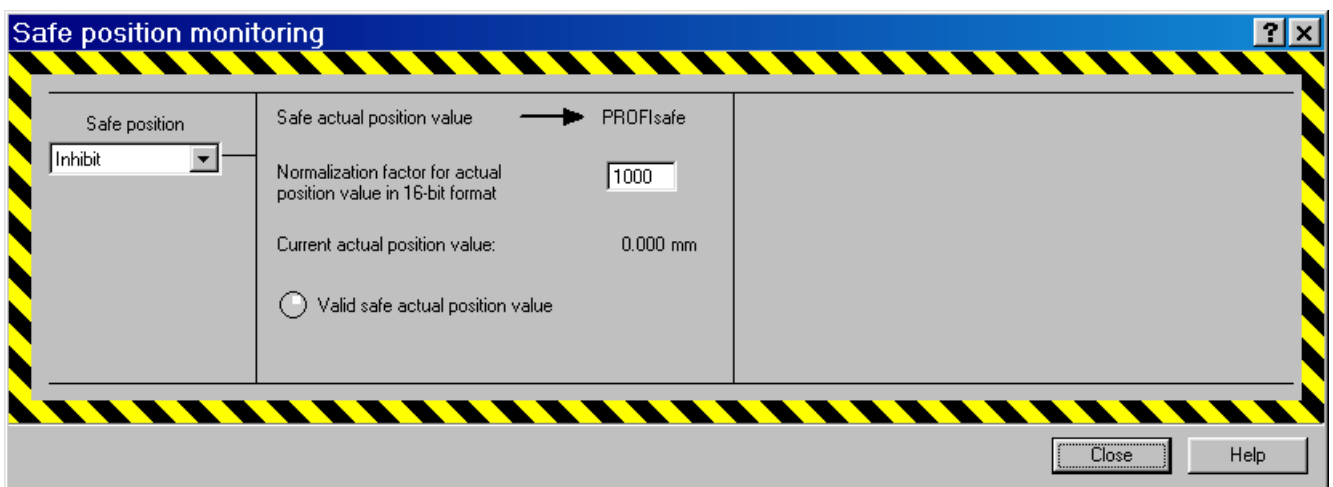 Safe position monitoring
Safe position
Inhibit
Safe actual position value PROFIsafe
Normalization factor for actual
position value in 16-bit format
1000
Current actual position value: 0.000 mm
Valid safe actual position value
Close Help